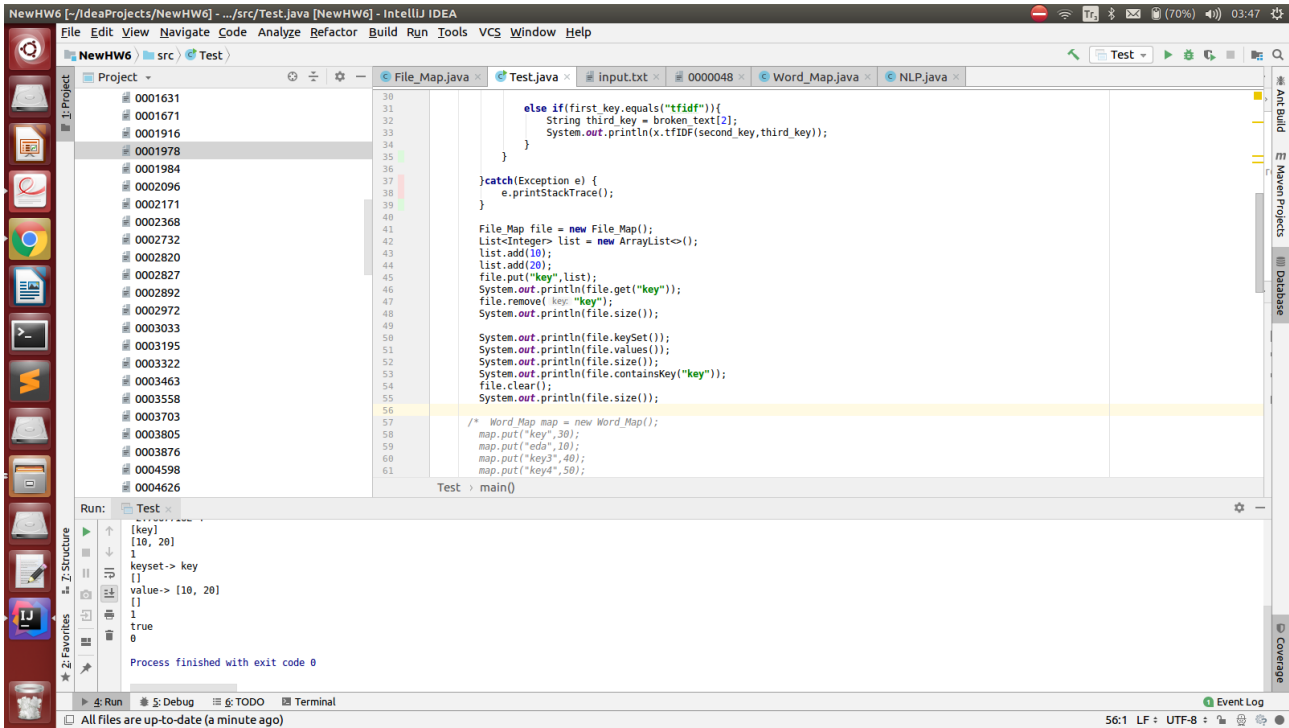 NewHW6 [~/IdeaProjects/NewHW6] - .../src/Test.java [NewHW6] - IntelliJ IDEA
Tr2 (70%) 03:47
File Edit View Navigate Code Analyze Refactor Build Run Tools VCS Window Help
NewHW6 src Test
Test
Project
File_Map.java Test.java input.txt 0000048 Word_Map.java NLP.java
1: Project
0001631
0001671
0001916
0001978
0001984
0002096
0002171
0002368
0002732
0002820
0002827
0002892
0002972
0003033
0003195
0003322
0003463
0003558
0003703
0003805
0003876
0004598
0004626
30
31 else if(first_key.equals("tfidf")){
32 String third_key = broken_text[2];
33 System.out.println(x.tfIDF(second_key,third_key));
34 }
35 }
36
37 }catch(Exception e) {
38 e.printStackTrace();
39 }
40
41 File_Map file = new File_Map();
42 List<Integer> list = new ArrayList<>();
43 list.add(10);
44 list.add(20);
45 file.put("key",list);
46 System.out.println(file.get("key"));
47 file.remove( key: "key");
48 System.out.println(file.size());
49
50 System.out.println(file.keySet());
51 System.out.println(file.values());
52 System.out.println(file.size());
53 System.out.println(file.containsKey("key"));
54 file.clear();
55 System.out.println(file.size());
56
57 /* Word_Map map = new Word_Map();
58 map.put("key",30);
59 map.put("eda",10);
60 map.put("key3",40);
61 map.put("key4",50);
Test > main()
Ant Build
Maven Projects
Database
Coverage
Run: Test
[key]
[10, 20]
1
keyset-> key
[]
value-> [10, 20]
[]
1
true
0
Process finished with exit code 0
7: Structure
2: Favorites
4: Run 5: Debug 6: TODO Terminal
1 Event Log
All files are up-to-date (a minute ago)
56:1 LF UTF-8